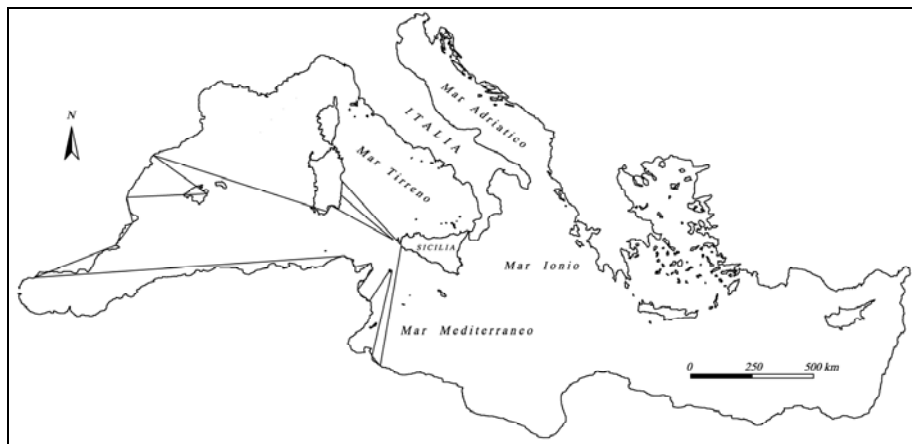 N
Mar Adriatico
ITALIA
Mar Tirreno
SICILIA
Mar Ionio
Mar Mediterraneo
0 250 500 km